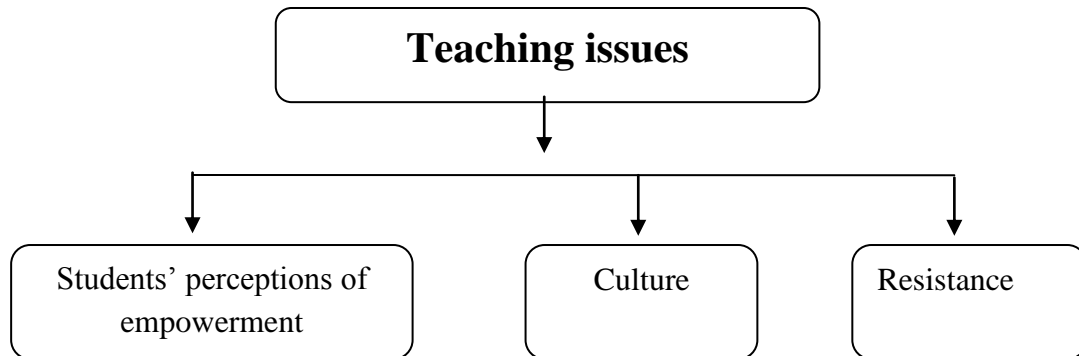 Teaching issues
Students’ perceptions of
empowerment
Culture
Resistance